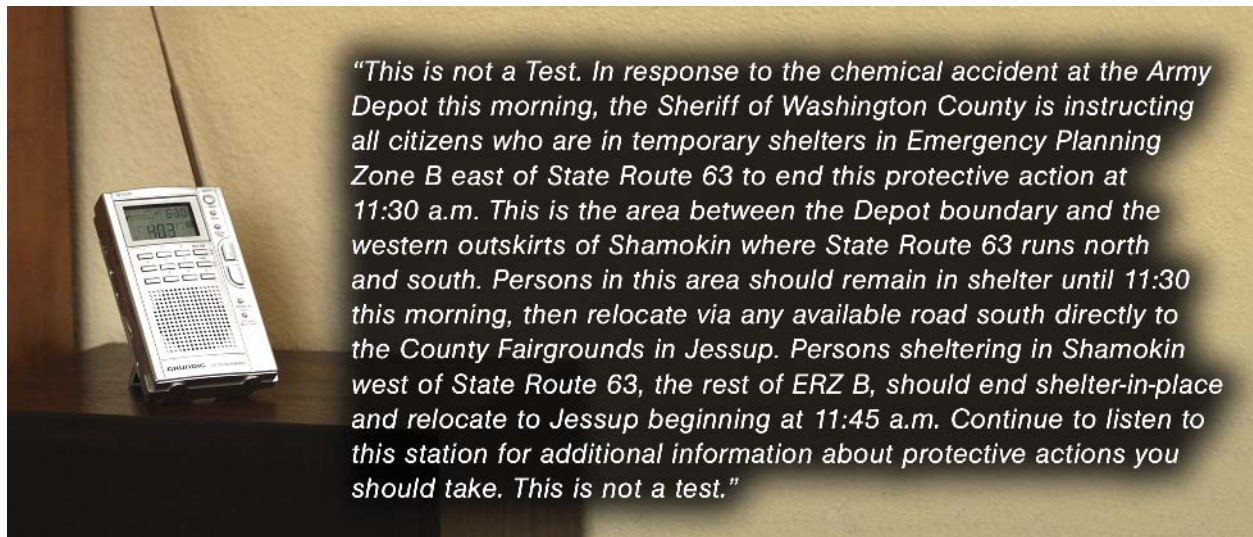 “This is not a Test. In response to the chemical accident at the Army
Depot this morning, the Sheriff of Washington County is instructing
all citizens who are in temporary shelters in Emergency Planning
Zone B east of State Route 63 to end this protective action at
11:30 a.m. This is the area between the Depot boundary and the
western outskirts of Shamokin where State Route 63 runs north
and south. Persons in this area should remain in shelter until 11:30
this morning, then relocate via any available road south directly to
the County Fairgrounds in Jessup. Persons sheltering in Shamokin
west of State Route 63, the rest of ERZ B, should end shelter-in-place
and relocate to Jessup beginning at 11:45 a.m. Continue to listen to
this station for additional information about protective actions you
should take. This is not a test.”
GRUNDIG